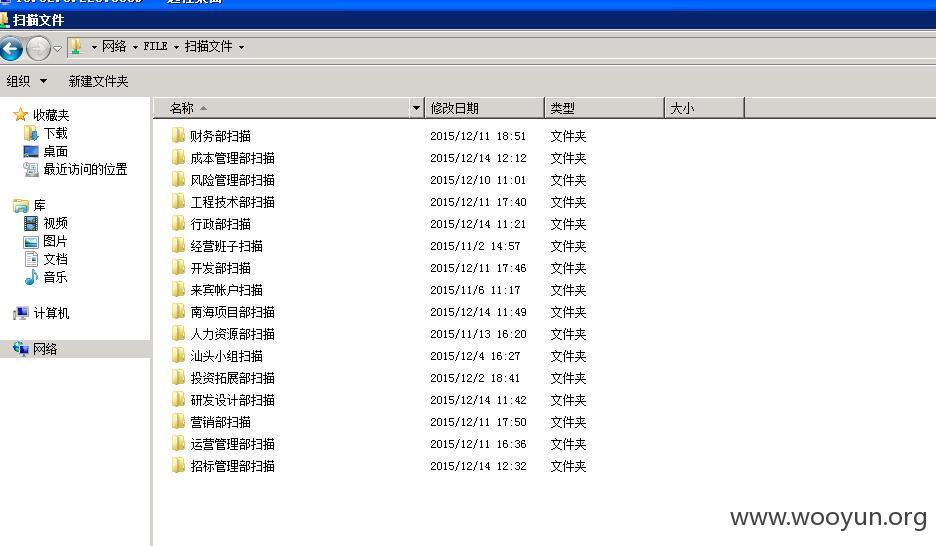 扫描文件
网络 FILE 扫描文件
组织 新建文件夹
名称 修改日期 类型 大小
收藏夹
下载
桌面
最近访问的位置
库
视频
图片
文档
音乐
计算机
网络
财务部扫描 2015/12/11 18:51 文件夹
成本管理部扫描 2015/12/14 12:12 文件夹
风险管理部扫描 2015/12/10 11:01 文件夹
工程技术部扫描 2015/12/11 17:40 文件夹
行政部扫描 2015/12/14 11:21 文件夹
经营班子扫描 2015/11/2 14:57 文件夹
开发部扫描 2015/12/11 17:46 文件夹
来宾帐户扫描 2015/11/6 11:17 文件夹
南海项目部扫描 2015/12/14 11:49 文件夹
人力资源部扫描 2015/11/13 16:20 文件夹
汕头小组扫描 2015/12/4 16:27 文件夹
投资拓展部扫描 2015/12/2 18:41 文件夹
研发设计部扫描 2015/12/14 11:42 文件夹
营销部扫描 2015/12/11 17:50 文件夹
运营管理部扫描 2015/12/11 16:36 文件夹
招标管理部扫描 2015/12/14 12:32 文件夹
www.wooyun.org